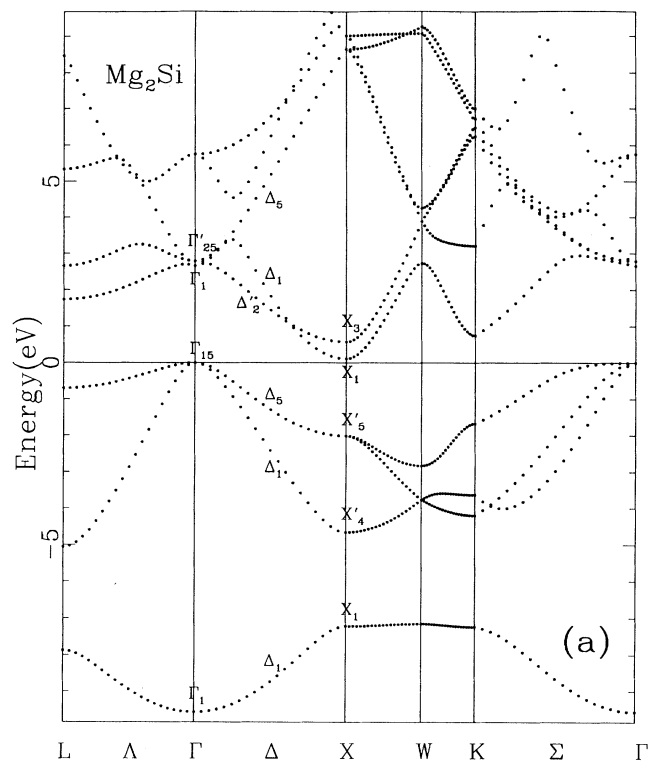 Mg₂Si
5
Δ₅
Γ'₂₅
Δ₁
Γ₁
Δ'₂
X₃
Γ₁₅
0
X₁
Energy(eV)
Δ₅
X'₅
Δ₁
X'₄
-5
X₁
(a)
Δ₁
Γ₁
L Λ Γ Δ X W K Σ Γ